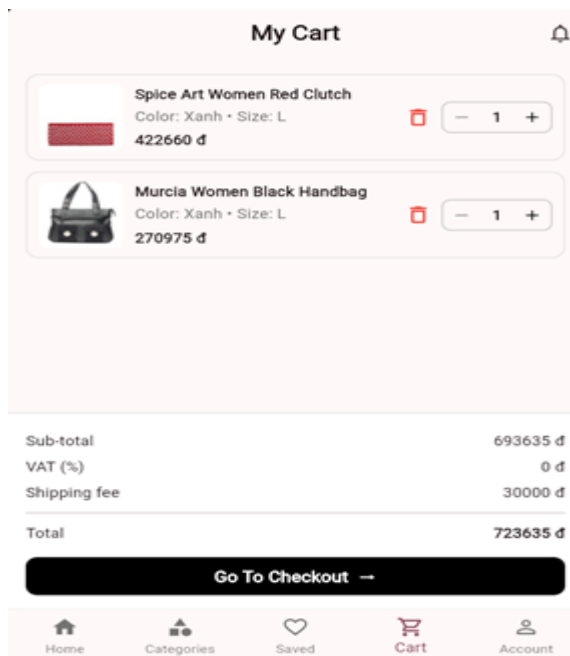 My Cart
Spice Art Women Red Clutch
Color: Xanh • Size: L
422660 đ
− 1 +
Murcia Women Black Handbag
Color: Xanh • Size: L
270975 đ
− 1 +
Sub-total 693635 đ
VAT (%) 0 đ
Shipping fee 30000 đ
Total 723635 đ
Go To Checkout →
Home Categories Saved Cart Account